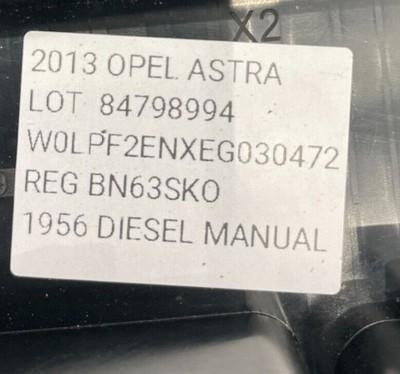 X2
2013 OPEL ASTRA
LOT 84798994
W0LPF2ENXEG030472
REG BN63SKO
1956 DIESEL MANUAL